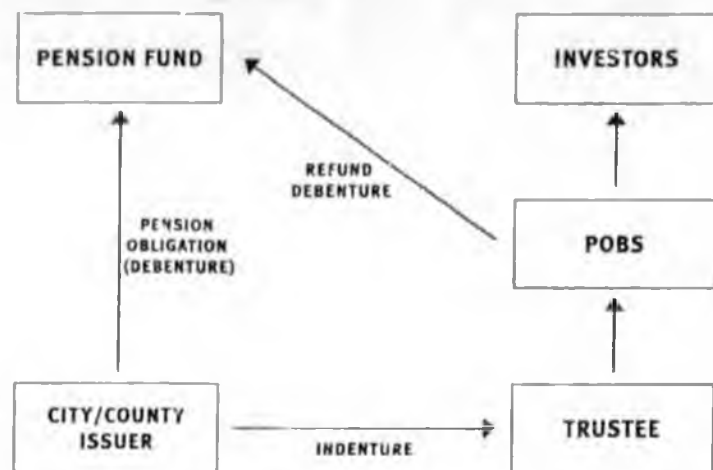 PENSION FUND
INVESTORS
REFUND
DEBENTURE
PENSION
OBLIGATION
(DEBENTURE)
POBS
CITY/COUNTY
ISSUER
INDENTURE
TRUSTEE